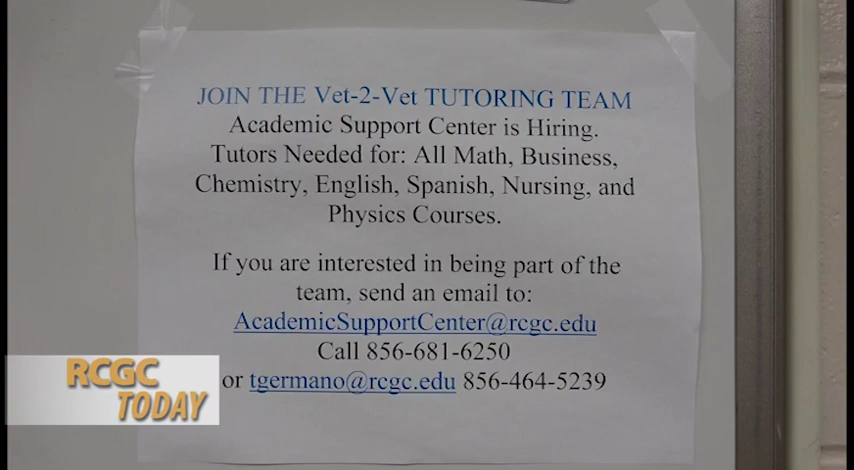 JOIN THE Vet-2-Vet TUTORING TEAM
Academic Support Center is Hiring.
Tutors Needed for: All Math, Business,
Chemistry, English, Spanish, Nursing, and
Physics Courses.
If you are interested in being part of the
team, send an email to:
AcademicSupportCenter@rcgc.edu
Call 856-681-6250
or tgermano@rcgc.edu 856-464-5239
RCGC
TODAY